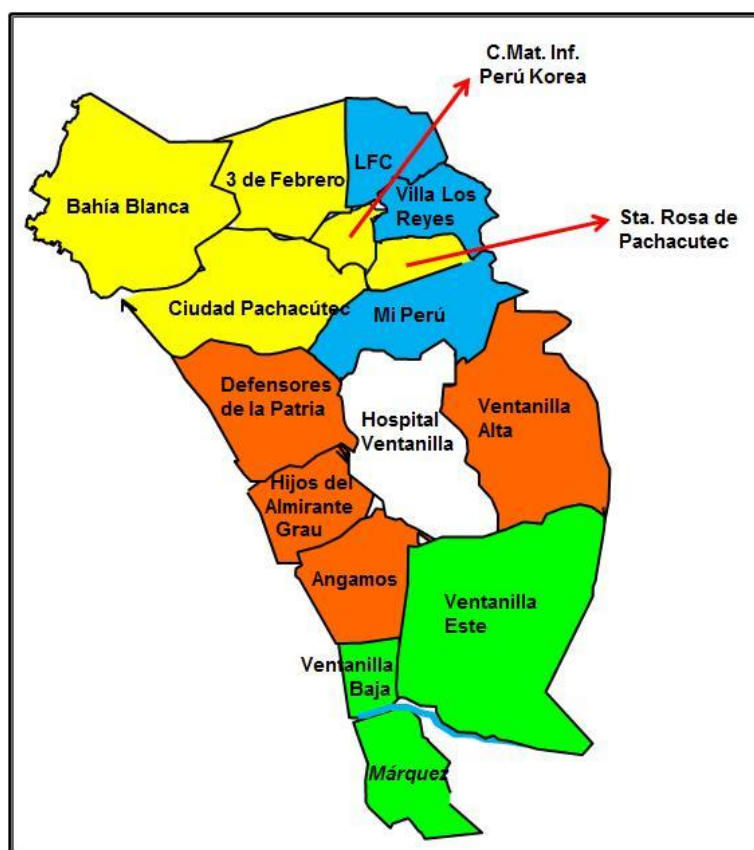 C.Mat. Inf.
Perú Korea
LFC
3 de Febrero
Villa Los
Reyes
Bahía Blanca
Sta. Rosa de
Pachacutec
Ciudad Pachacútec
Mi Perú
Defensores
de la Patria
Ventanilla
Alta
Hospital
Ventanilla
Hijos del
Almirante
Grau
Angamos
Ventanilla
Este
Ventanilla
Baja
Márquez